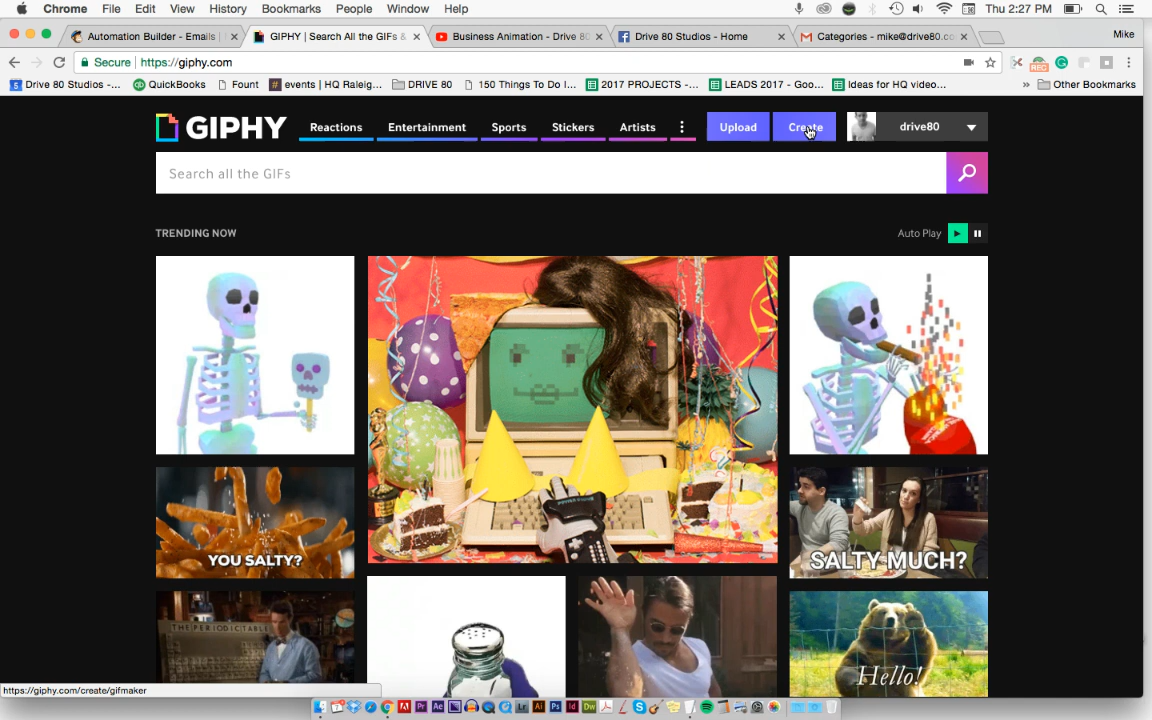 Chrome File Edit View History Bookmarks People Window Help Thu 2:27 PM
Automation Builder - Emails | GIPHY | Search All the GIFs & Business Animation - Drive 80 Drive 80 Studios - Home Categories - mike@drive80.co Mike
Secure | https://giphy.com
Drive 80 Studios -... QuickBooks Fount events | HQ Raleig... DRIVE 80 150 Things To Do I... 2017 PROJECTS -... LEADS 2017 - Goo... Ideas for HQ video... » Other Bookmarks
GIPHY Reactions Entertainment Sports Stickers Artists Upload Create drive80
Search all the GIFs
TRENDING NOW Auto Play
YOU SALTY?
SALTY MUCH?
THE PERIODIC TABLE
Hello!
https://giphy.com/create/gifmaker